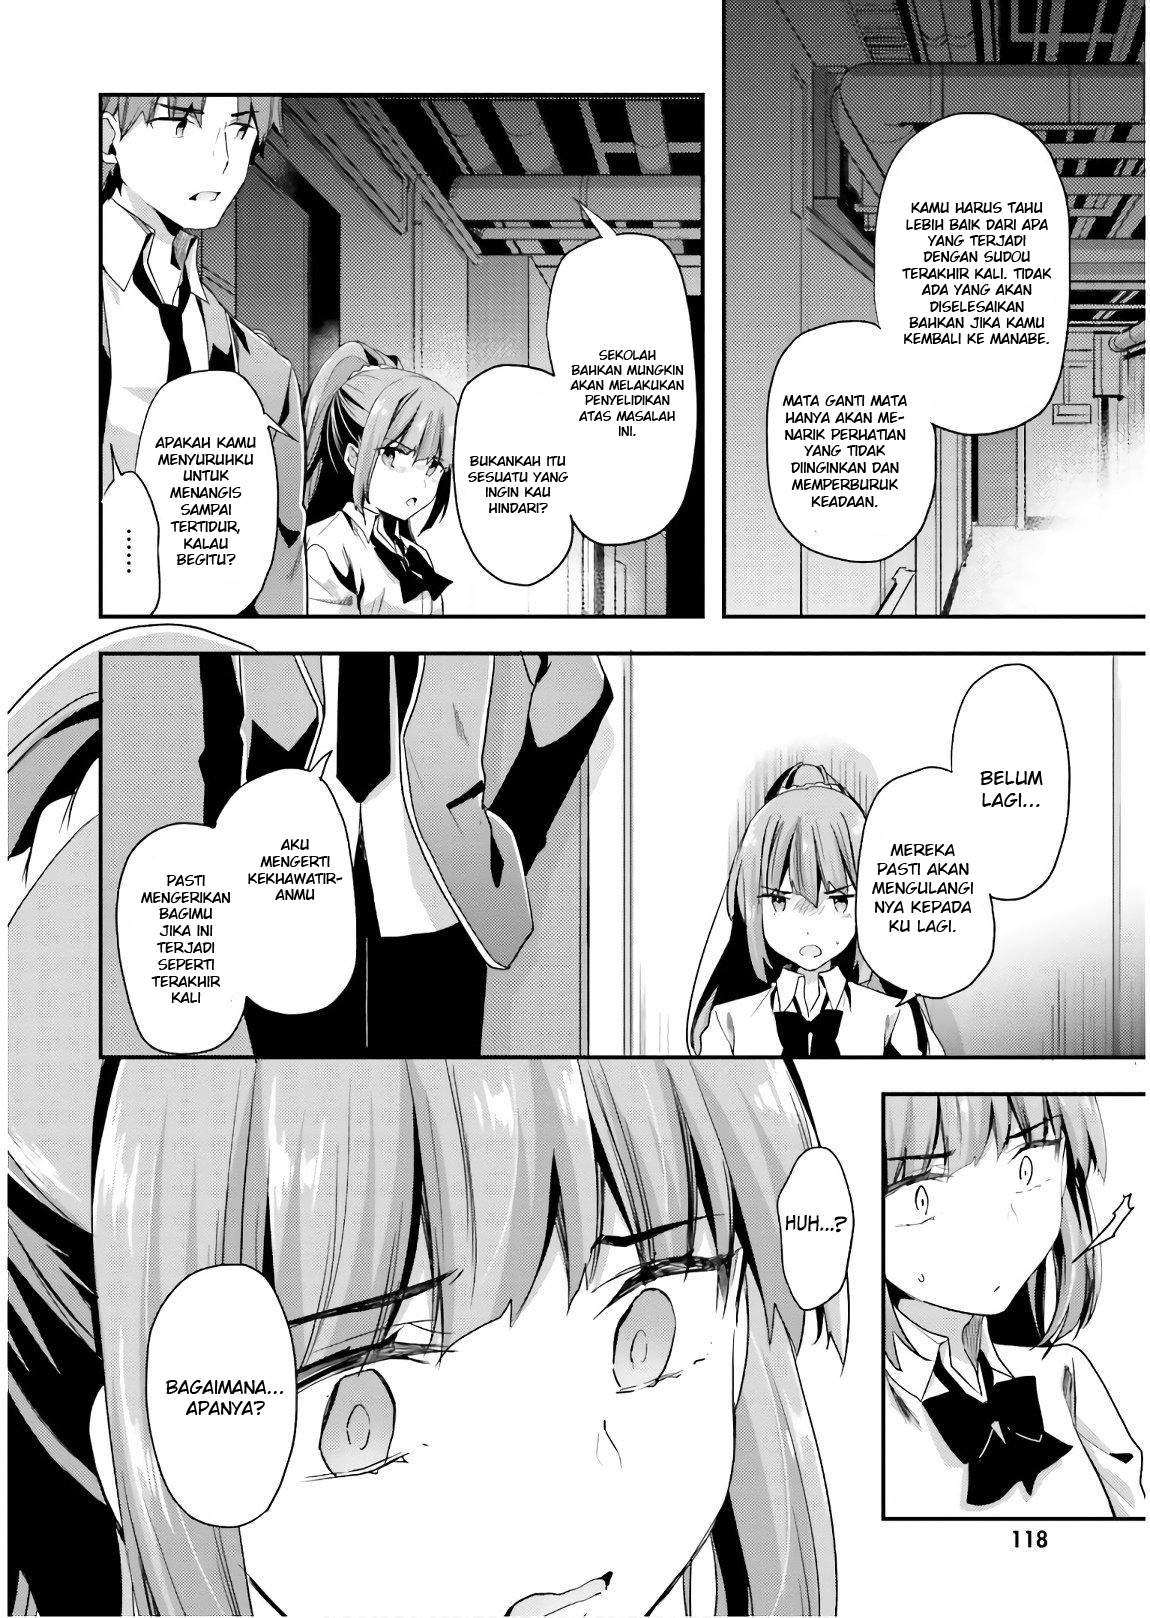 KAMU HARUS TAHU
LEBIH BAIK DARI APA
YANG TERJADI
DENGAN SUDOU
TERAKHIR KALI. TIDAK
ADA YANG AKAN
DISELESAIKAN
BAHKAN JIKA KAMU
KEMBALI KE MANABE.
MATA GANTI MATA
HANYA AKAN ME-
NARIK PERHATIAN
YANG TIDAK
DIINGINKAN DAN
MEMPERBURUK
KEADAAN.
SEKOLAH
BAHKAN MUNGKIN
AKAN MELAKUKAN
PENYELIDIKAN
ATAS MASALAH
INI.
BUKANKAH ITU
SESUATU YANG
INGIN KAU
HINDARI?
APAKAH KAMU
MENYURUHKU
UNTUK
MENANGIS
SAMPAI
TERTIDUR,
KALAU
BEGITU?
........
BELUM
LAGI...
MEREKA
PASTI AKAN
MENGULANGI
NYA KEPADA
KU LAGI.
AKU
MENGERTI
KEKHAWATIR-
ANMU
PASTI
MENGERIKAN
BAGIMU
JIKA INI
TERJADI
SEPERTI
TERAKHIR
KALI
HUH...?
BAGAIMANA...
APANYA?
118